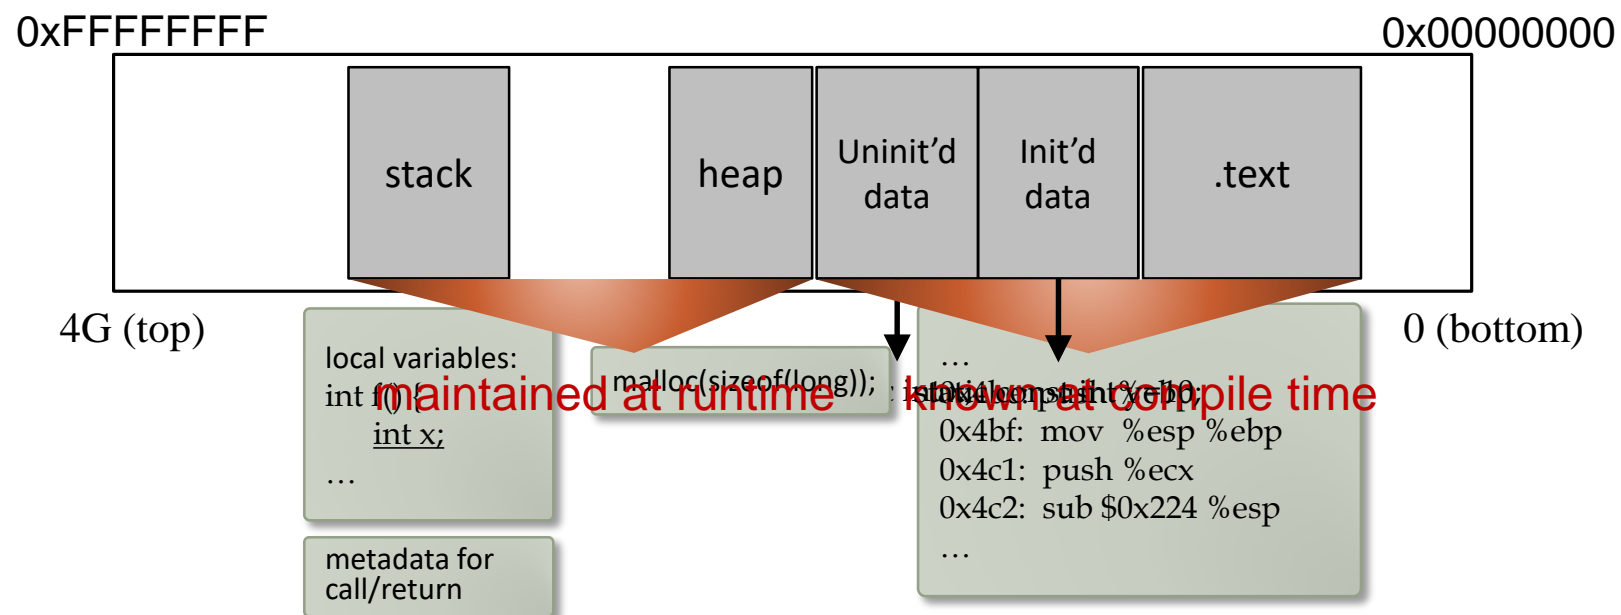 0xFFFFFFFF
0x00000000
stack
heap
Uninit’d
data
Init’d
data
.text
4G (top)
0 (bottom)
local variables:
int f() {
int x;
…
malloc(sizeof(long));
maintained at runtime
known at compile time
…
0x4bf: mov %esp %ebp
0x4c1: push %ecx
0x4c2: sub $0x224 %esp
…
metadata for
call/return